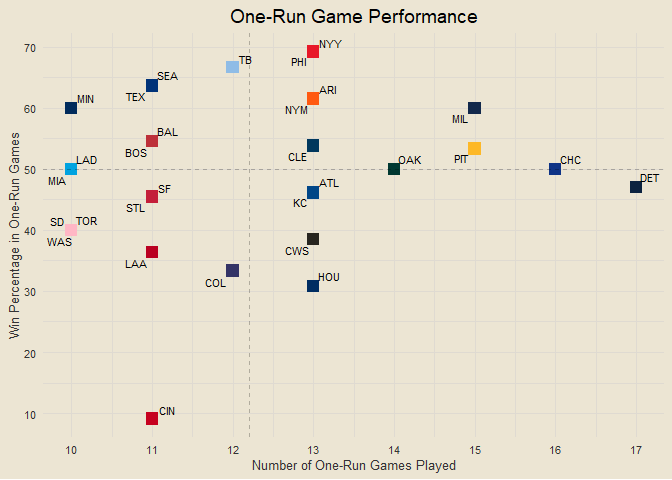 One-Run Game Performance
Win Percentage in One-Run Games
70
60
50
40
30
20
10
NYY
PHI
TB
SEA
TEX
MIN
ARI
NYM
MIL
BAL
BOS
CLE
PIT
LAD
MIA
OAK
CHC
DET
SF
STL
ATL
KC
SD
TOR
WAS
CWS
LAA
COL
HOU
CIN
10
11
12
13
14
15
16
17
Number of One-Run Games Played